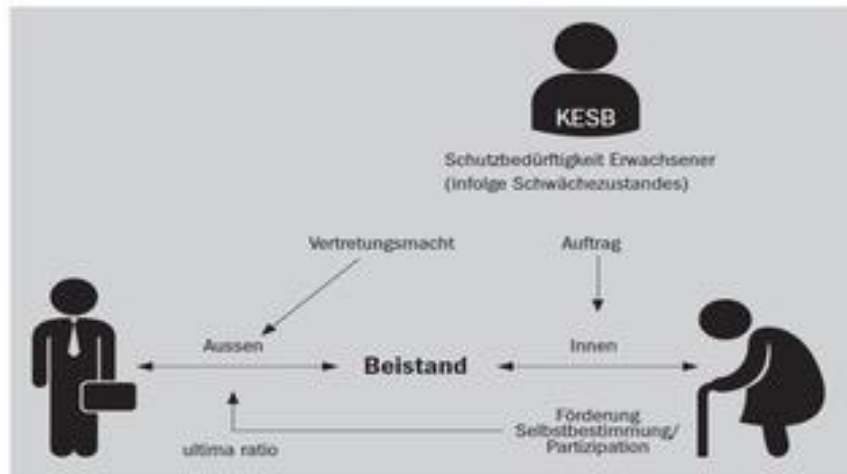 KESB
Schutzbedürftigkeit Erwachsener
(infolge Schwächezustandes)
Vertretungsmacht
Auftrag
Aussen
Beistand
Innen
Förderung
Selbstbestimmung/
Partizipation
ultima ratio